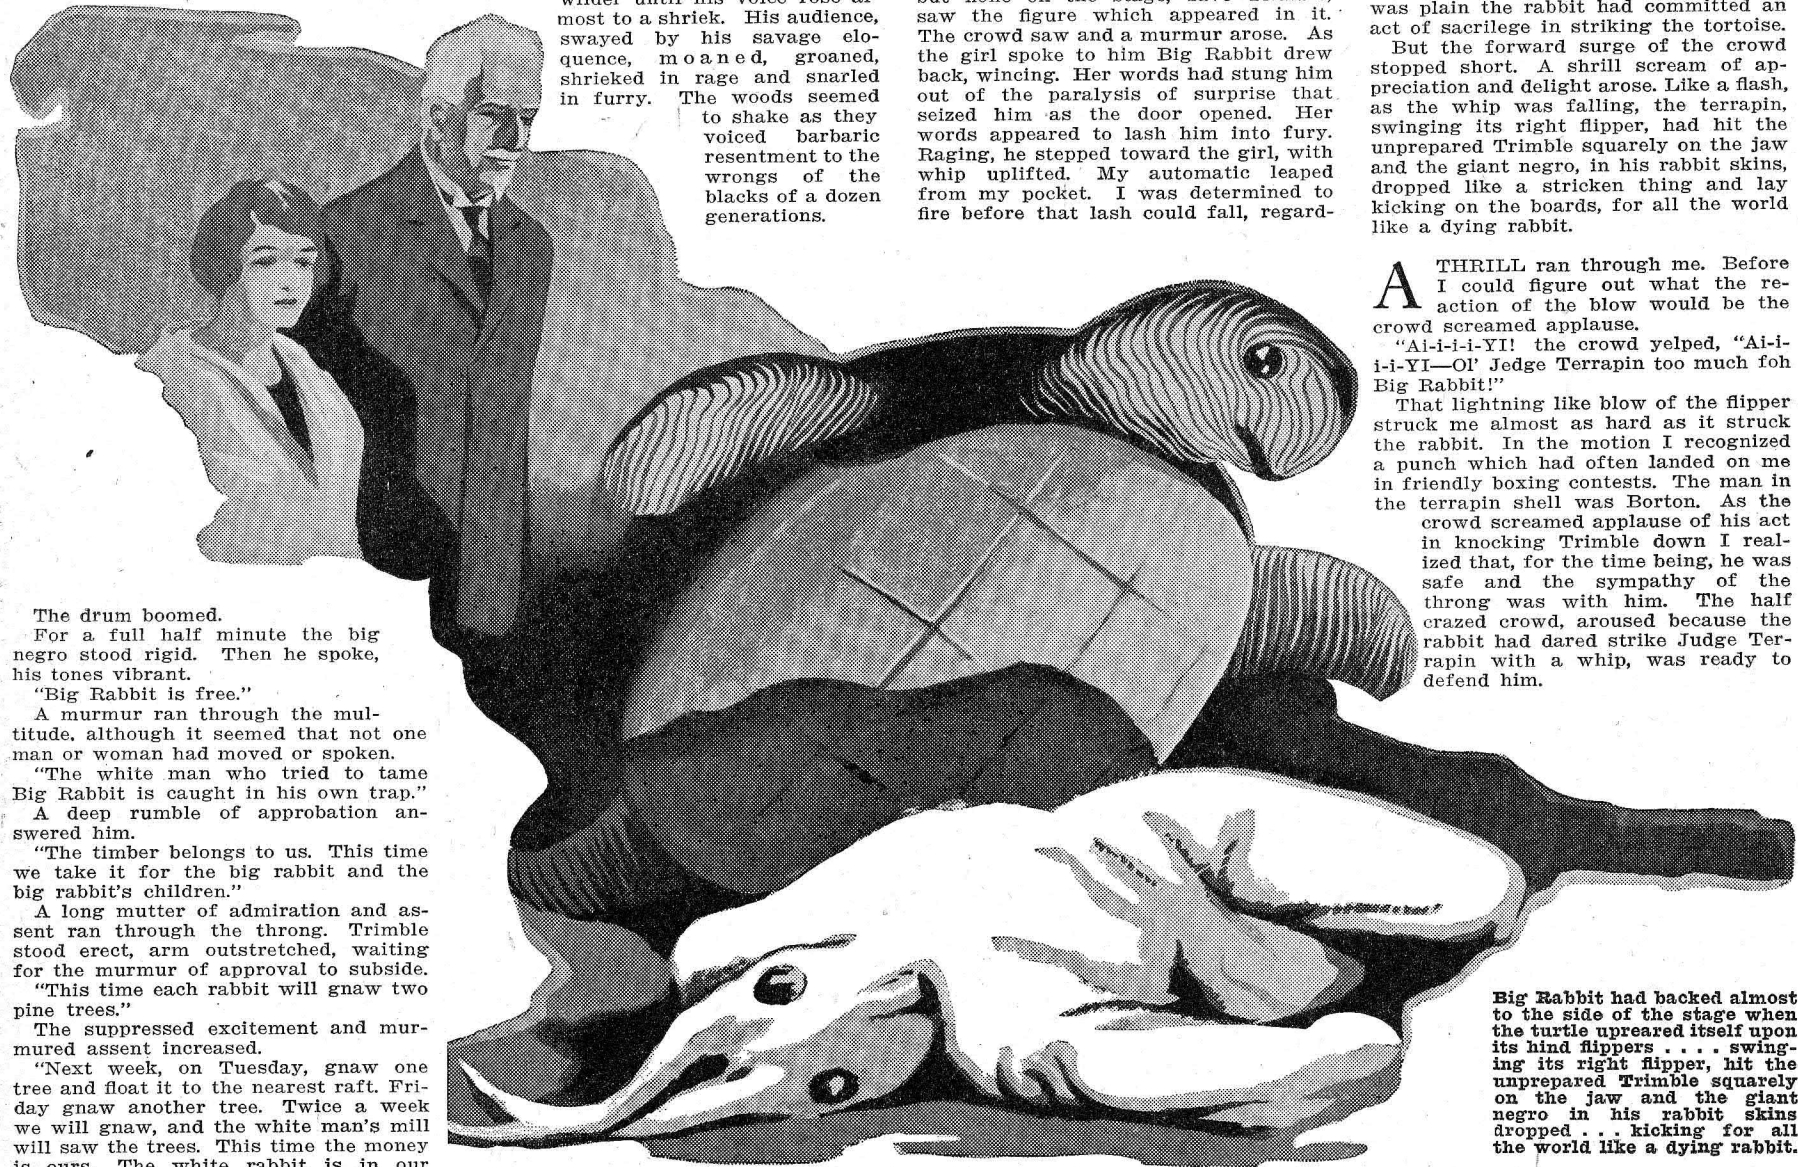 The drum boomed.
For a full half minute the big
negro stood rigid. Then he spoke,
his tones vibrant.
"Big Rabbit is free."
A murmur ran through the mul-
titude, although it seemed that not one
man or woman had moved or spoken.
"The white man who tried to tame
Big Rabbit is caught in his own trap."
A deep rumble of approbation an-
swered him.
"The timber belongs to us. This time
we take it for the big rabbit and the
big rabbit's children."
A long mutter of admiration and as-
sent ran through the throng. Trimble
stood erect, arm outstretched, waiting
for the murmur of approval to subside.
"This time each rabbit will gnaw two
pine trees."
The suppressed excitement and mur-
mured assent increased.
"Next week, on Tuesday, gnaw one
tree and float it to the nearest raft. Fri-
day gnaw another tree. Twice a week
we will gnaw, and the white man's mill
will saw the trees. This time the money
is ours. The white rabbit is in our
wilder until his voice rose al-
most to a shriek. His audience,
swayed by his savage elo-
quence, moaned, groaned,
shrieked in rage and snarled
in furry. The woods seemed
to shake as they
voiced barbaric
resentment to the
wrongs of the
blacks of a dozen
generations.
but none on the stage,
saw the figure which appeared in it.
The crowd saw and a murmur arose. As
the girl spoke to him Big Rabbit drew
back, wincing. Her words had stung him
out of the paralysis of surprise that
seized him as the door opened. Her
words appeared to lash him into fury.
Raging, he stepped toward the girl, with
whip uplifted. My automatic leaped
from my pocket. I was determined to
fire before that lash could fall, regard-
was plain the rabbit had committed an
act of sacrilege in striking the tortoise.
But the forward surge of the crowd
stopped short. A shrill scream of ap-
preciation and delight arose. Like a flash,
as the whip was falling, the terrapin,
swinging its right flipper, had hit the
unprepared Trimble squarely on the jaw
and the giant negro, in his rabbit skins,
dropped like a stricken thing and lay
kicking on the boards, for all the world
like a dying rabbit.
A THRILL ran through me. Before
I could figure out what the re-
action of the blow would be the
crowd screamed applause.
"Ai-i-i-i-YI! the crowd yelped, "Ai-i-
i-i-YI—Ol' Jedge Terrapin too much foh
Big Rabbit!"
That lightning like blow of the flipper
struck me almost as hard as it struck
the rabbit. In the motion I recognized
a punch which had often landed on me
in friendly boxing contests. The man in
the terrapin shell was Borton. As the
crowd screamed applause of his act
in knocking Trimble down I real-
ized that, for the time being, he was
safe and the sympathy of the
throng was with him. The half
crazed crowd, aroused because the
rabbit had dared strike Judge Ter-
rapin with a whip, was ready to
defend him.
Big Rabbit had backed almost
to the side of the stage when
the turtle upreared itself upon
its hind flippers . . . . swing-
ing its right flipper, hit the
unprepared Trimble squarely
on the jaw and the giant
negro in his rabbit skins
dropped . . . kicking for all
the world like a dying rabbit.